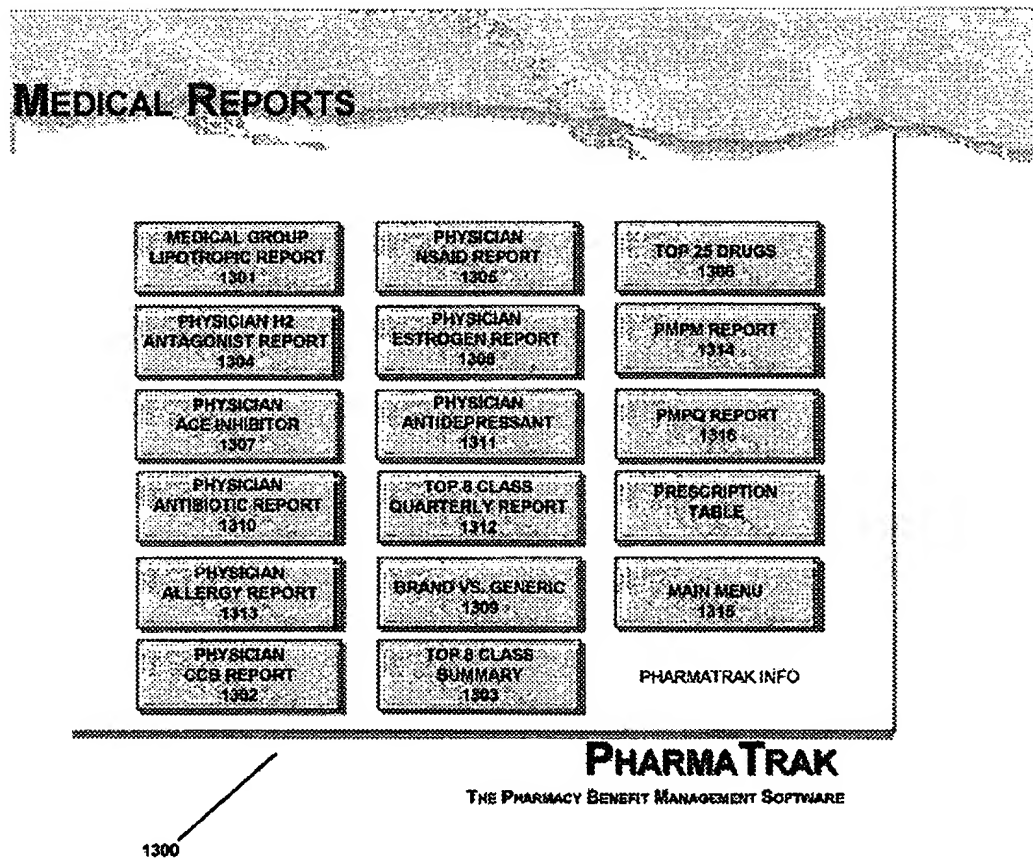 MEDICAL REPORTS
MEDICAL GROUP
LIPOTROPIC REPORT
1301
PHYSICIAN
NSAID REPORT
1305
TOP 25 DRUGS
1306
PHYSICIAN H2
ANTAGONIST REPORT
1304
PHYSICIAN
ESTROGEN REPORT
1308
PMPM REPORT
1314
PHYSICIAN
ACE INHIBITOR
1307
PHYSICIAN
ANTIDEPRESSANT
1311
PMPQ REPORT
1316
PHYSICIAN
ANTIBIOTIC REPORT
1310
TOP 8 CLASS
QUARTERLY REPORT
1312
PRESCRIPTION
TABLE
PHYSICIAN
ALLERGY REPORT
1313
BRAND VS. GENERIC
1309
MAIN MENU
1315
PHYSICIAN
CCB REPORT
1302
TOP 8 CLASS
SUMMARY
1303
PHARMATRAK INFO
PHARMATRAK
THE PHARMACY BENEFIT MANAGEMENT SOFTWARE
1300